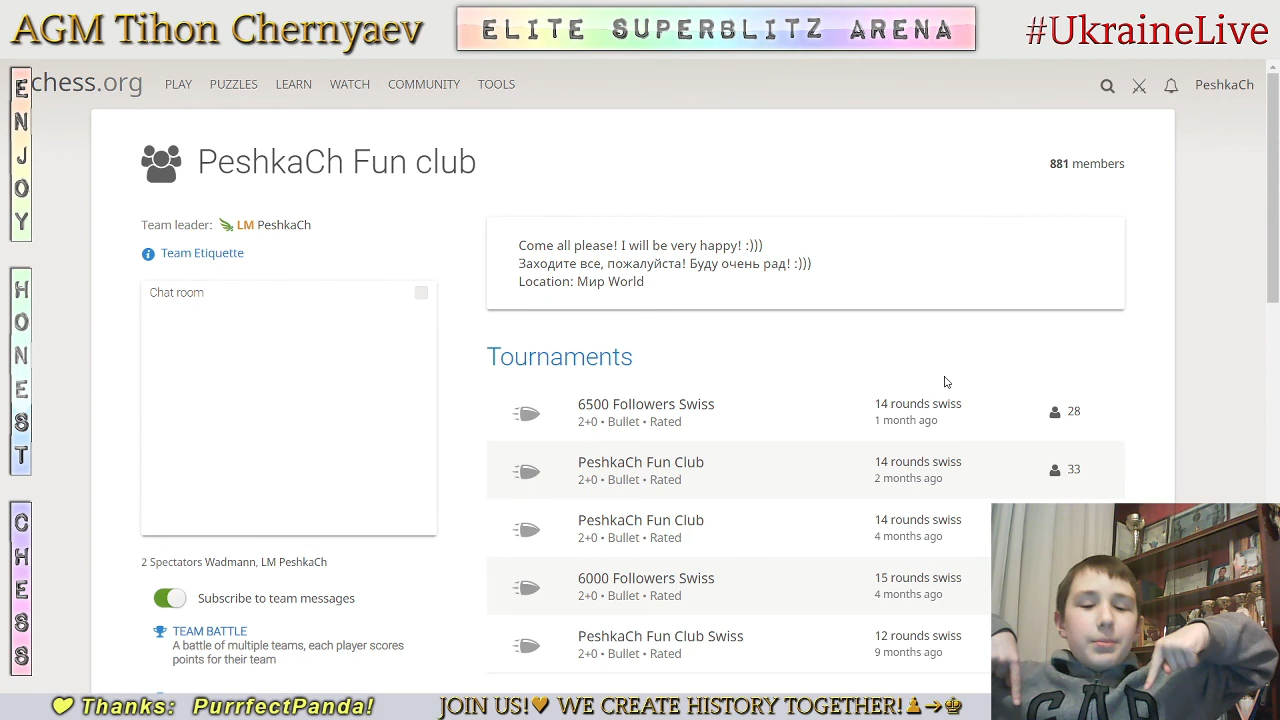 AGM Tihon Chernyaev
ELITE SUPERBLITZ ARENA
#UkraineLive
ENJOY
HONEST
CHESS
chess.org
PLAY PUZZLES LEARN WATCH COMMUNITY TOOLS
PeshkaCh
PeshkaCh Fun club
881 members
Team leader: LM PeshkaCh
Team Etiquette
Chat room
2 Spectators Wadmann, LM PeshkaCh
Subscribe to team messages
TEAM BATTLE
A battle of multiple teams, each player scores
points for their team
Come all please! I will be very happy! :)))
Заходите все, пожалуйста! Буду очень рад! :)))
Location: Мир World
Tournaments
6500 Followers Swiss 14 rounds swiss 28
2+0 • Bullet • Rated 1 month ago
PeshkaCh Fun Club 14 rounds swiss 33
2+0 • Bullet • Rated 2 months ago
PeshkaCh Fun Club 14 rounds swiss
2+0 • Bullet • Rated 4 months ago
6000 Followers Swiss 15 rounds swiss
2+0 • Bullet • Rated 4 months ago
PeshkaCh Fun Club Swiss 12 rounds swiss
2+0 • Bullet • Rated 9 months ago
GAP
Thanks: PurrfectPanda!
JOIN US!🧡 WE CREATE HISTORY TOGETHER!♟→♚